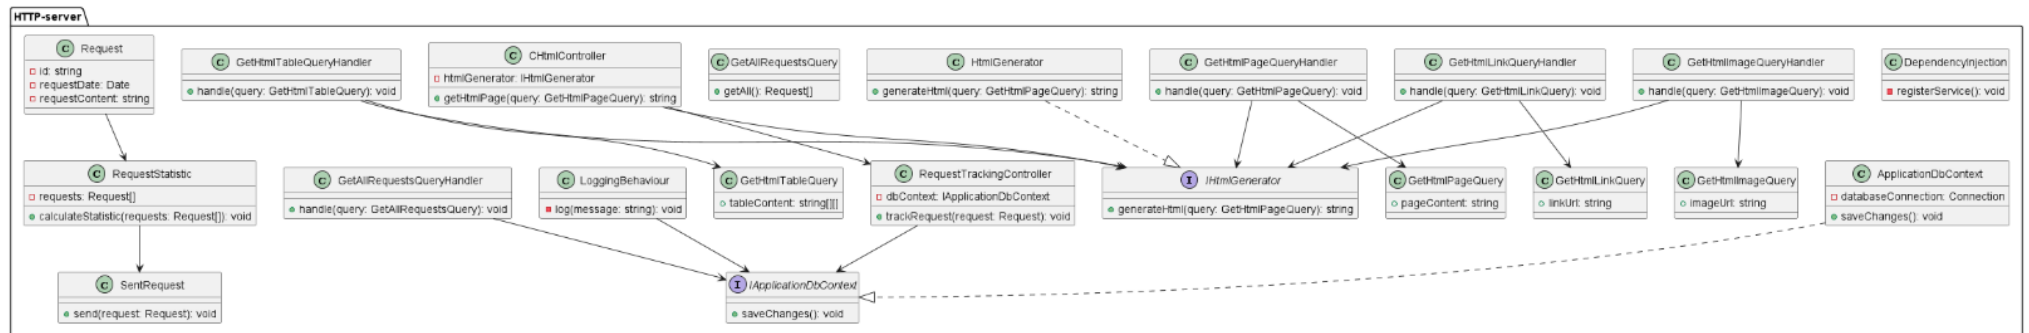 HTTP-server
C Request
id: string
requestDate: Date
requestContent: string
C GetHtmlTableQueryHandler
handle(query: GetHtmlTableQuery): void
C CHtmlController
htmlGenerator: IHtmlGenerator
getHtmlPage(query: GetHtmlPageQuery): string
C GetAllRequestsQuery
getAll(): Request[]
C HtmlGenerator
generateHtml(query: GetHtmlPageQuery): string
C GetHtmlPageQueryHandler
handle(query: GetHtmlPageQuery): void
C GetHtmlLinkQueryHandler
handle(query: GetHtmlLinkQuery): void
C GetHtmlImageQueryHandler
handle(query: GetHtmlImageQuery): void
C DependencyInjection
registerService(): void
C RequestStatistic
requests: Request[]
calculateStatistic(requests: Request[]): void
C GetAllRequestsQueryHandler
handle(query: GetAllRequestsQuery): void
C LoggingBehaviour
log(message: string): void
C GetHtmlTableQuery
tableContent: string[][]
C RequestTrackingController
dbContext: IApplicationDbContext
trackRequest(request: Request): void
I IHtmlGenerator
generateHtml(query: GetHtmlPageQuery): string
C GetHtmlPageQuery
pageContent: string
C GetHtmlLinkQuery
linkUrl: string
C GetHtmlImageQuery
imageUrl: string
C ApplicationDbContext
databaseConnection: Connection
saveChanges(): void
C SentRequest
send(request: Request): void
I IApplicationDbContext
saveChanges(): void